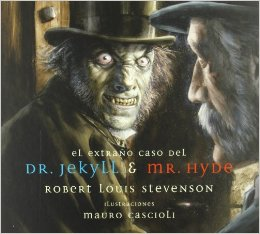 el extraño caso del
DR. Jekyll & MR. HYDE
ROBERT LOUIS STEVENSON
ilustraciones
MAURO CASCIOLI